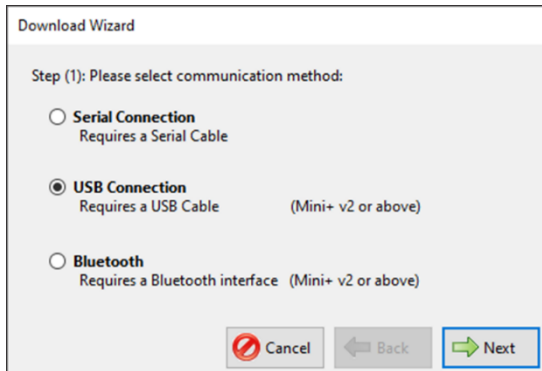 Download Wizard
Step (1): Please select communication method:
Serial Connection
Requires a Serial Cable
USB Connection
Requires a USB Cable (Mini+ v2 or above)
Bluetooth
Requires a Bluetooth interface (Mini+ v2 or above)
Cancel Back Next